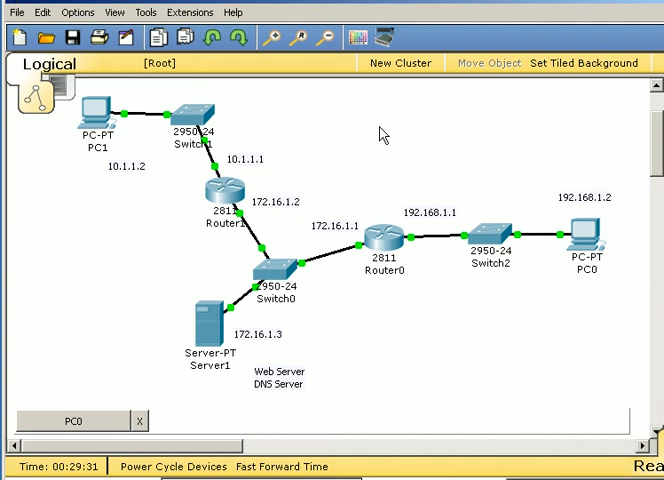 File Edit Options View Tools Extensions Help
Logical [Root] New Cluster Move Object Set Tiled Background
PC-PT
PC1
2950-24
Switch1
10.1.1.2
10.1.1.1
2811
Router1
172.16.1.2
172.16.1.1
192.168.1.1
192.168.1.2
2811
Router0
2950-24
Switch2
PC-PT
PC0
2950-24
Switch0
172.16.1.3
Server-PT
Server1
Web Server
DNS Server
PC0 X
Time: 00:29:31 Power Cycle Devices Fast Forward Time Rea